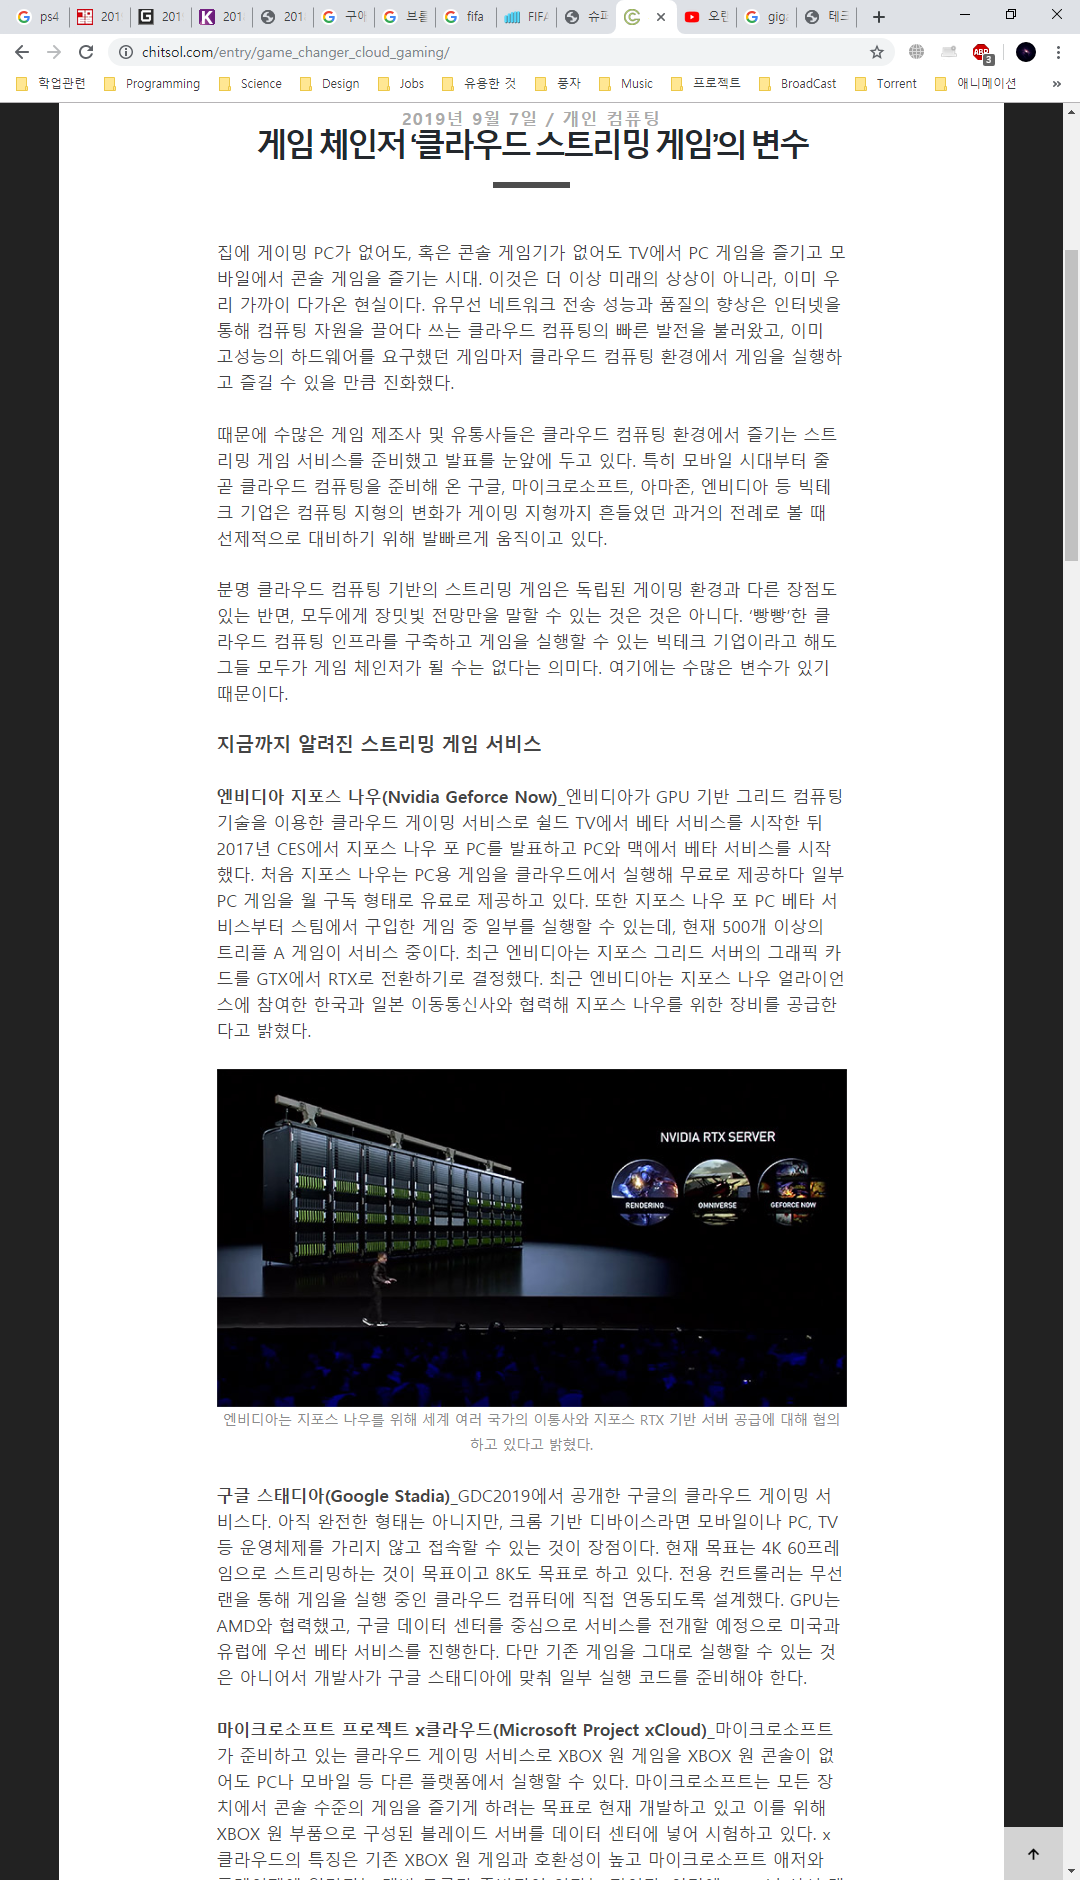 ps4
201
201
201
201
구아
브롤
fifa
FIFA
슈퍼
오린
giga
테크
chitsol.com/entry/game_changer_cloud_gaming/
ABP
3
학업관련
Programming
Science
Design
Jobs
유용한 것
풍자
Music
프로젝트
BroadCast
Torrent
애니메이션
»
2019년 9월 7일 / 개인 컴퓨팅
게임 체인저 ‘클라우드 스트리밍 게임’의 변수
집에 게이밍 PC가 없어도, 혹은 콘솔 게임기가 없어도 TV에서 PC 게임을 즐기고 모
바일에서 콘솔 게임을 즐기는 시대. 이것은 더 이상 미래의 상상이 아니라, 이미 우
리 가까이 다가온 현실이다. 유무선 네트워크 전송 성능과 품질의 향상은 인터넷을
통해 컴퓨팅 자원을 끌어다 쓰는 클라우드 컴퓨팅의 빠른 발전을 불러왔고, 이미
고성능의 하드웨어를 요구했던 게임마저 클라우드 컴퓨팅 환경에서 게임을 실행하
고 즐길 수 있을 만큼 진화했다.
때문에 수많은 게임 제조사 및 유통사들은 클라우드 컴퓨팅 환경에서 즐기는 스트
리밍 게임 서비스를 준비했고 발표를 눈앞에 두고 있다. 특히 모바일 시대부터 줄
곧 클라우드 컴퓨팅을 준비해 온 구글, 마이크로소프트, 아마존, 엔비디아 등 빅테
크 기업은 컴퓨팅 지형의 변화가 게이밍 지형까지 흔들었던 과거의 전례로 볼 때
선제적으로 대비하기 위해 발빠르게 움직이고 있다.
분명 클라우드 컴퓨팅 기반의 스트리밍 게임은 독립된 게이밍 환경과 다른 장점도
있는 반면, 모두에게 장밋빛 전망만을 말할 수 있는 것은 것은 아니다. ‘빵빵’한 클
라우드 컴퓨팅 인프라를 구축하고 게임을 실행할 수 있는 빅테크 기업이라고 해도
그들 모두가 게임 체인저가 될 수는 없다는 의미다. 여기에는 수많은 변수가 있기
때문이다.
지금까지 알려진 스트리밍 게임 서비스
엔비디아 지포스 나우(Nvidia Geforce Now)_엔비디아가 GPU 기반 그리드 컴퓨팅
기술을 이용한 클라우드 게이밍 서비스로 쉴드 TV에서 베타 서비스를 시작한 뒤
2017년 CES에서 지포스 나우 포 PC를 발표하고 PC와 맥에서 베타 서비스를 시작
했다. 처음 지포스 나우는 PC용 게임을 클라우드에서 실행해 무료로 제공하다 일부
PC 게임을 월 구독 형태로 유료로 제공하고 있다. 또한 지포스 나우 포 PC 베타 서
비스부터 스팀에서 구입한 게임 중 일부를 실행할 수 있는데, 현재 500개 이상의
트리플 A 게임이 서비스 중이다. 최근 엔비디아는 지포스 그리드 서버의 그래픽 카
드를 GTX에서 RTX로 전환하기로 결정했다. 최근 엔비디아는 지포스 나우 얼라이언
스에 참여한 한국과 일본 이동통신사와 협력해 지포스 나우를 위한 장비를 공급한
다고 밝혔다.
NVIDIA RTX SERVER
RENDERING
OMNIVERSE
GEFORCE NOW
엔비디아는 지포스 나우를 위해 세계 여러 국가의 이통사와 지포스 RTX 기반 서버 공급에 대해 협의
하고 있다고 밝혔다.
구글 스태디아(Google Stadia)_GDC2019에서 공개한 구글의 클라우드 게이밍 서
비스다. 아직 완전한 형태는 아니지만, 크롬 기반 디바이스라면 모바일이나 PC, TV
등 운영체제를 가리지 않고 접속할 수 있는 것이 장점이다. 현재 목표는 4K 60프레
임으로 스트리밍하는 것이 목표이고 8K도 목표로 하고 있다. 전용 컨트롤러는 무선
랜을 통해 게임을 실행 중인 클라우드 컴퓨터에 직접 연동되도록 설계했다. GPU는
AMD와 협력했고, 구글 데이터 센터를 중심으로 서비스를 전개할 예정으로 미국과
유럽에 우선 베타 서비스를 진행한다. 다만 기존 게임을 그대로 실행할 수 있는 것
은 아니어서 개발사가 구글 스태디아에 맞춰 일부 실행 코드를 준비해야 한다.
마이크로소프트 프로젝트 x클라우드(Microsoft Project xCloud)_마이크로소프트
가 준비하고 있는 클라우드 게이밍 서비스로 XBOX 원 게임을 XBOX 원 콘솔이 없
어도 PC나 모바일 등 다른 플랫폼에서 실행할 수 있다. 마이크로소프트는 모든 장
치에서 콘솔 수준의 게임을 즐기게 하려는 목표로 현재 개발하고 있고 이를 위해
XBOX 원 부품으로 구성된 블레이드 서버를 데이터 센터에 넣어 시험하고 있다. x
클라우드의 특징은 기존 XBOX 원 게임과 호환성이 높고 마이크로소프트 애저와